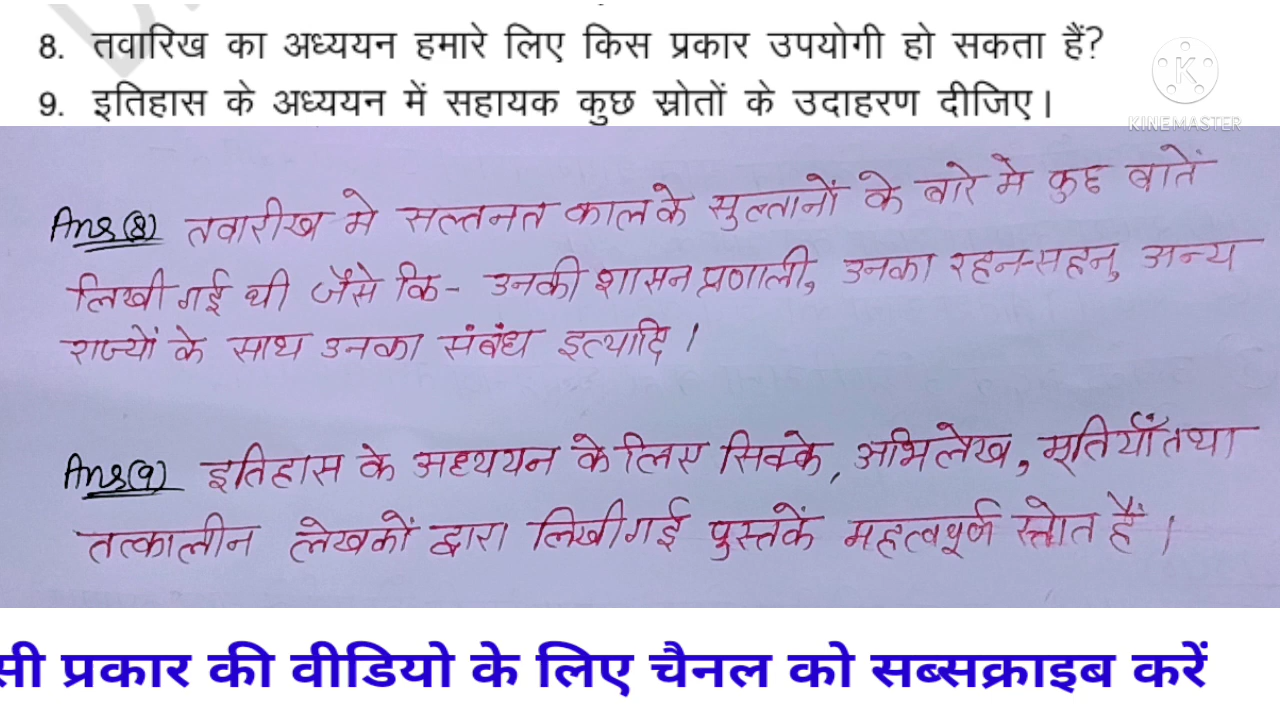 8. तवारिख का अध्ययन हमारे लिए किस प्रकार उपयोगी हो सकता हैं?
9. इतिहास के अध्ययन में सहायक कुछ स्रोतों के उदाहरण दीजिए।
KINEMASTER
Ans(8) तवारीख मे सल्तनत काल के सुल्तानों के बारे मे कुछ बातें
लिखी गई थी जैसे कि- उनकी शासन प्रणाली, उनका रहन-सहन, अन्य
राज्यों के साथ उनका संबंध इत्यादि।
Ans(9) इतिहास के अध्ययन के लिए सिक्के, अभिलेख, मूतियाँ तथा
तत्कालीन लेखकों द्वारा लिखी गई पुस्तकें महत्वपूर्ण स्त्रोत हैं।
सी प्रकार की वीडियो के लिए चैनल को सब्सक्राइब करें